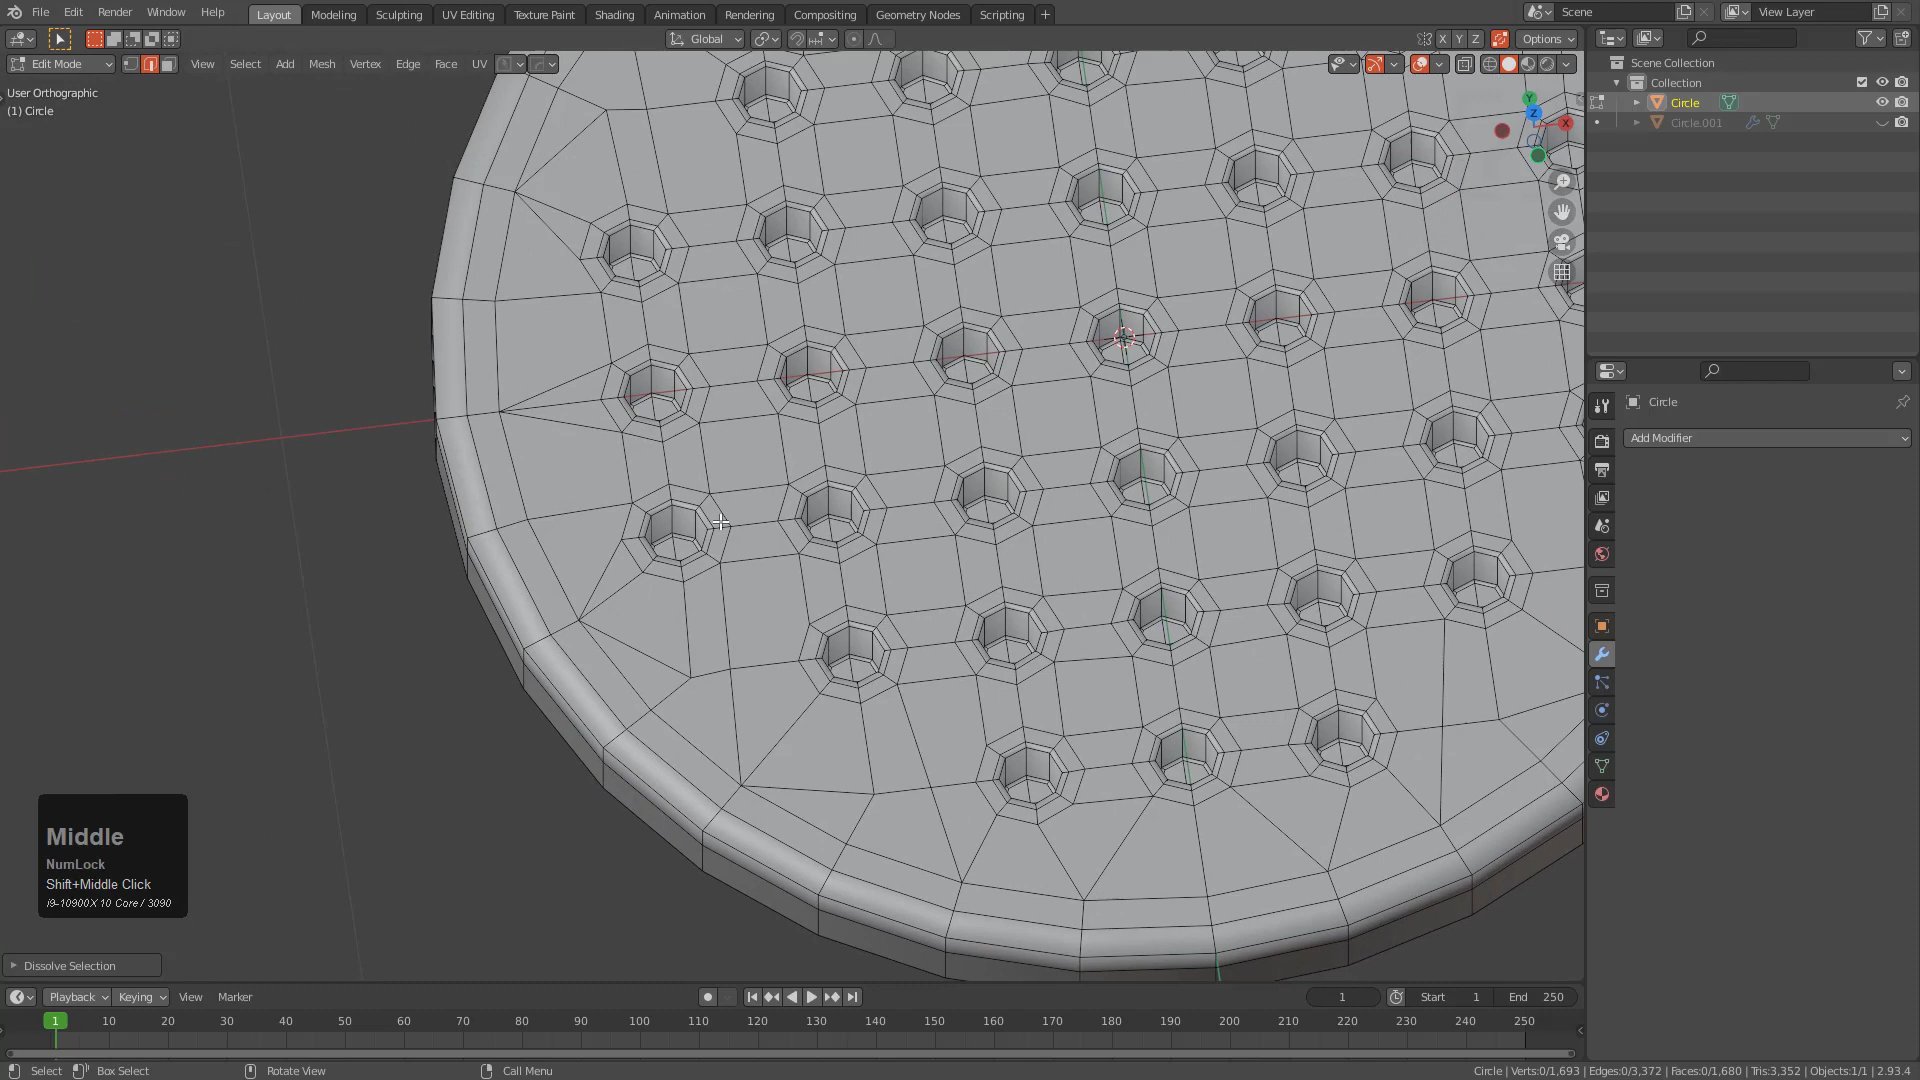 File Edit Render Window Help Layout Modeling Sculpting UV Editing Texture Paint Shading Animation Rendering Compositing Geometry Nodes Scripting + Scene View Layer
Global X Y Z Options
Edit Mode View Select Add Mesh Vertex Edge Face UV
User Orthographic
(1) Circle
Y
Z
X
Scene Collection
Collection
Circle
Circle.001
Circle
Add Modifier
Middle
NumLock
Shift+Middle Click
i9-10900X 10 Core / 3090
Dissolve Selection
Playback Keying View Marker 1 Start 1 End 250
1 10 20 30 40 50 60 70 80 90 100 110 120 130 140 150 160 170 180 190 200 210 220 230 240 250
Select Box Select Rotate View Call Menu Circle | Verts:0/1,693 | Edges:0/3,372 | Faces:0/1,680 | Tris:3,352 | Objects:1/1 | 2.93.4